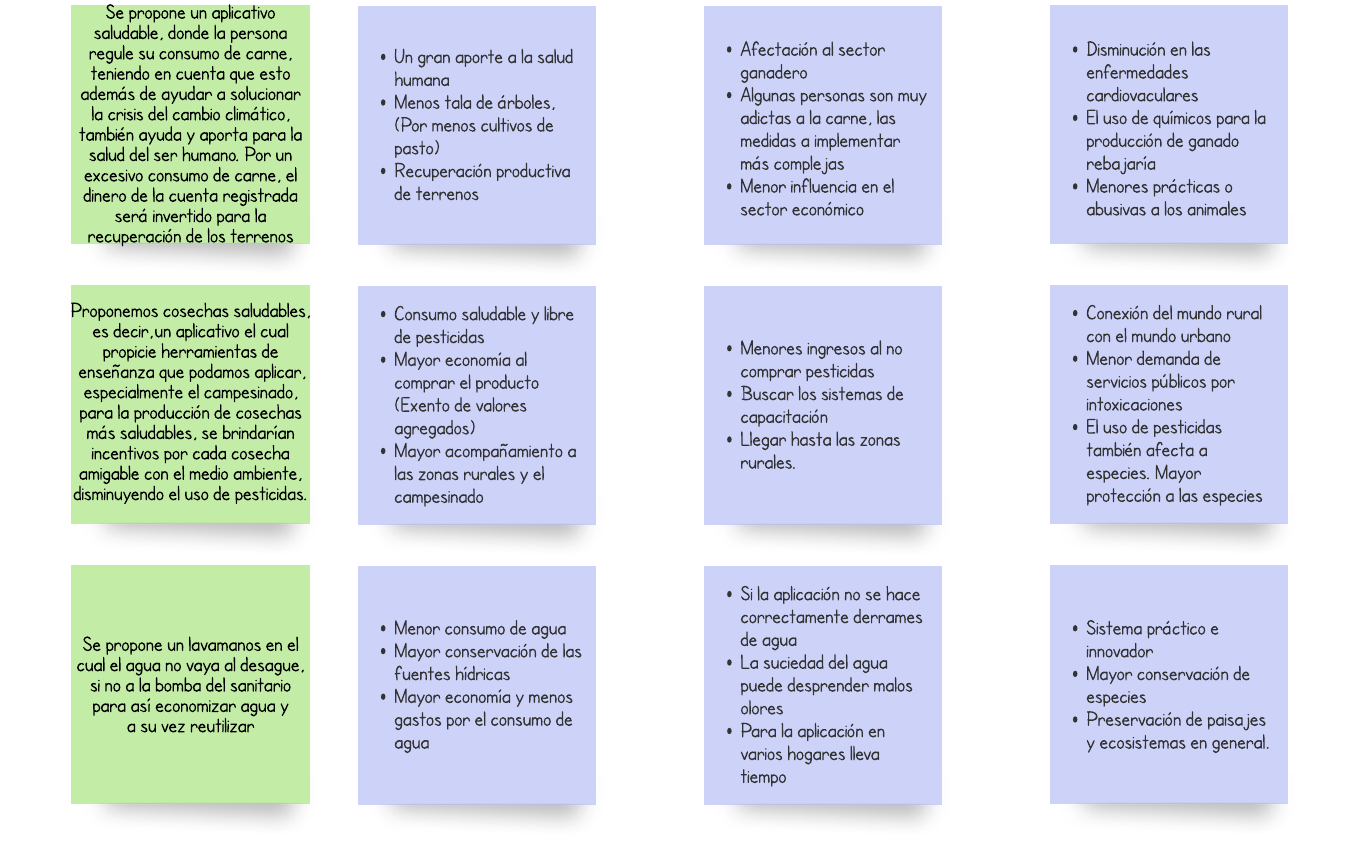 Se propone un aplicativo
saludable, donde la persona
regule su consumo de carne,
teniendo en cuenta que esto
además de ayudar a solucionar
la crisis del cambio climático,
también ayuda y aporta para la
salud del ser humano. Por un
excesivo consumo de carne, el
dinero de la cuenta registrada
será invertido para la
recuperación de los terrenos
• Un gran aporte a la salud
humana
• Menos tala de árboles,
(Por menos cultivos de
pasto)
• Recuperación productiva
de terrenos
• Afectación al sector
ganadero
• Algunas personas son muy
adictas a la carne, las
medidas a implementar
más complejas
• Menor influencia en el
sector económico
• Disminución en las
enfermedades
cardiovaculares
• El uso de químicos para la
producción de ganado
rebajaría
• Menores prácticas o
abusivas a los animales
Proponemos cosechas saludables,
es decir,un aplicativo el cual
propicie herramientas de
enseñanza que podamos aplicar,
especialmente el campesinado,
para la producción de cosechas
más saludables, se brindarían
incentivos por cada cosecha
amigable con el medio ambiente,
disminuyendo el uso de pesticidas.
• Consumo saludable y libre
de pesticidas
• Mayor economía al
comprar el producto
(Exento de valores
agregados)
• Mayor acompañamiento a
las zonas rurales y el
campesinado
• Menores ingresos al no
comprar pesticidas
• Buscar los sistemas de
capacitación
• Llegar hasta las zonas
rurales.
• Conexión del mundo rural
con el mundo urbano
• Menor demanda de
servicios públicos por
intoxicaciones
• El uso de pesticidas
también afecta a
especies. Mayor
protección a las especies
Se propone un lavamanos en el
cual el agua no vaya al desague,
si no a la bomba del sanitario
para así economizar agua y
a su vez reutilizar
• Menor consumo de agua
• Mayor conservación de las
fuentes hídricas
• Mayor economía y menos
gastos por el consumo de
agua
• Si la aplicación no se hace
correctamente derrames
de agua
• La suciedad del agua
puede desprender malos
olores
• Para la aplicación en
varios hogares lleva
tiempo
• Sistema práctico e
innovador
• Mayor conservación de
especies
• Preservación de paisajes
y ecosistemas en general.